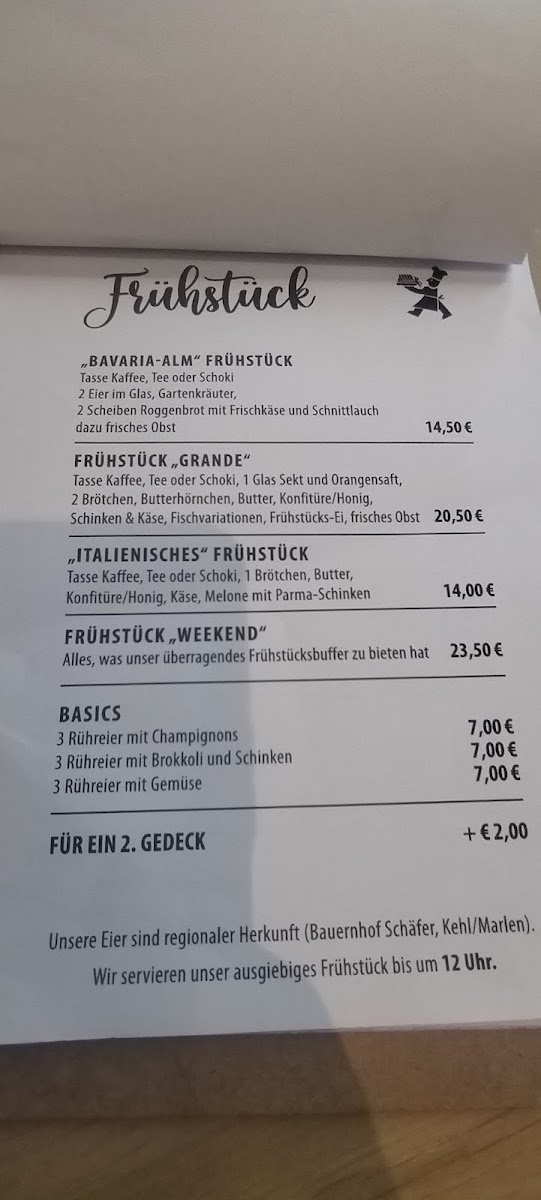 Frühstück
„BAVARIA-ALM“ FRÜHSTÜCK
Tasse Kaffee, Tee oder Schoki
2 Eier im Glas, Gartenkräuter,
2 Scheiben Roggenbrot mit Frischkäse und Schnittlauch
dazu frisches Obst 14,50 €
FRÜHSTÜCK „GRANDE“
Tasse Kaffee, Tee oder Schoki, 1 Glas Sekt und Orangensaft,
2 Brötchen, Butterhörnchen, Butter, Konfitüre/Honig,
Schinken & Käse, Fischvariationen, Frühstücks-Ei, frisches Obst 20,50 €
„ITALIENISCHES“ FRÜHSTÜCK
Tasse Kaffee, Tee oder Schoki, 1 Brötchen, Butter,
Konfitüre/Honig, Käse, Melone mit Parma-Schinken 14,00 €
FRÜHSTÜCK „WEEKEND“
Alles, was unser überragendes Frühstücksbuffer zu bieten hat 23,50 €
BASICS
3 Rühreier mit Champignons 7,00 €
3 Rühreier mit Brokkoli und Schinken 7,00 €
3 Rühreier mit Gemüse 7,00 €
FÜR EIN 2. GEDECK + € 2,00
Unsere Eier sind regionaler Herkunft (Bauernhof Schäfer, Kehl/Marlen).
Wir servieren unser ausgiebiges Frühstück bis um 12 Uhr.